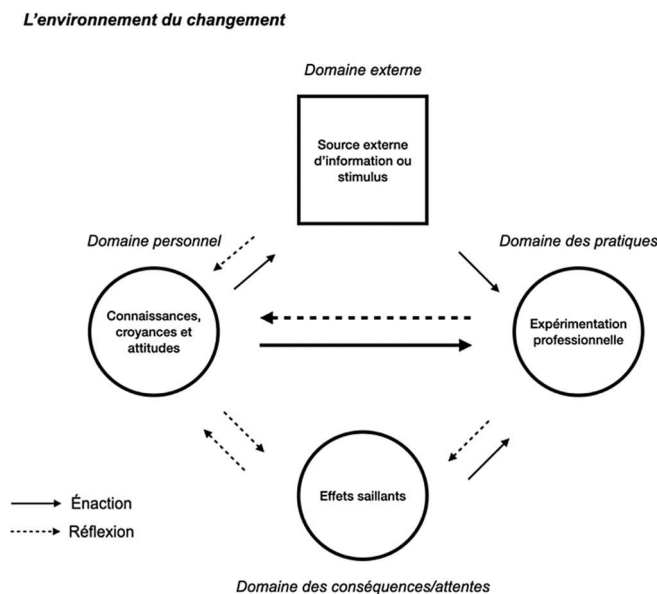 L'environnement du changement
Domaine externe
Source externe
d'information ou
stimulus
Domaine personnel
Domaine des pratiques
Connaissances,
croyances et
attitudes
Expérimentation
professionnelle
Effets saillants
Énaction
Réflexion
Domaine des conséquences/attentes